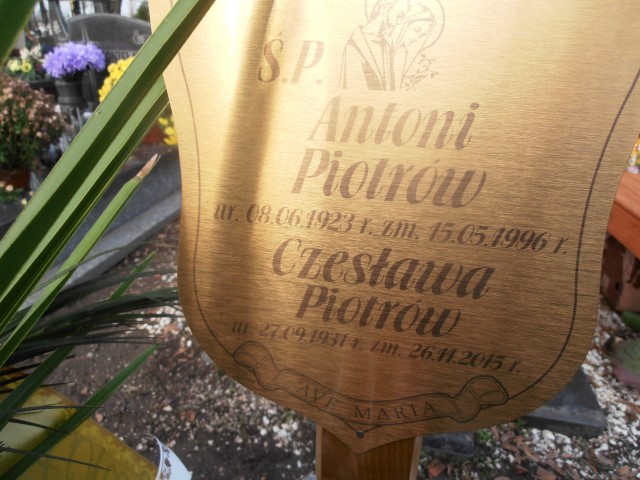 Ś.P.
Antoni
Piotrów
ur. 08.06.1923 r. zm. 15.05.1996 r.
Czesława
Piotrów
ur. 27.09.1931 r. zm. 26.11.2015 r.
AVE MARIA